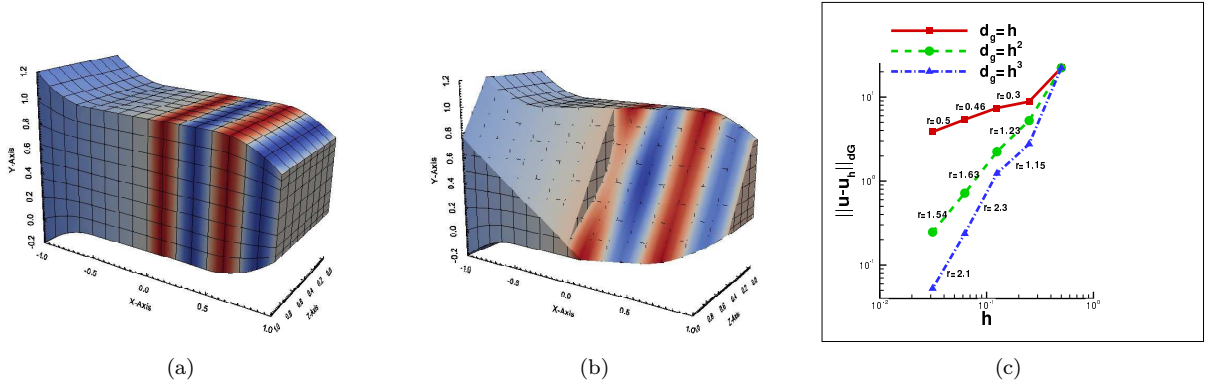 1.2
1.0
0.8
0.6
0.4
0.2
0.0
-0.2
Y-Axis
-1.0
-0.5
0.0
0.5
1.0
X-Axis
1.0 0.8 0.6 0.4 0.2 0.0
Z-Axis
(a)
1.2
1.0
0.8
0.6
0.4
0.2
0.0
-0.2
Y-Axis
-1.0
-0.5
0.0
0.5
1.0
X-Axis
1.0 0.8 0.6 0.4 0.2 0.0
Z-Axis
(b)
d_g=h
d_g=h^2
d_g=h^3
10^1
10^0
10^-1
||u-u_h||_dG
r=0.3
r=0.46
r=0.5
r=1.23
r=1.15
r=1.63
r=2.3
r=1.54
r=2.1
10^-2
10^-1
10^0
h
(c)